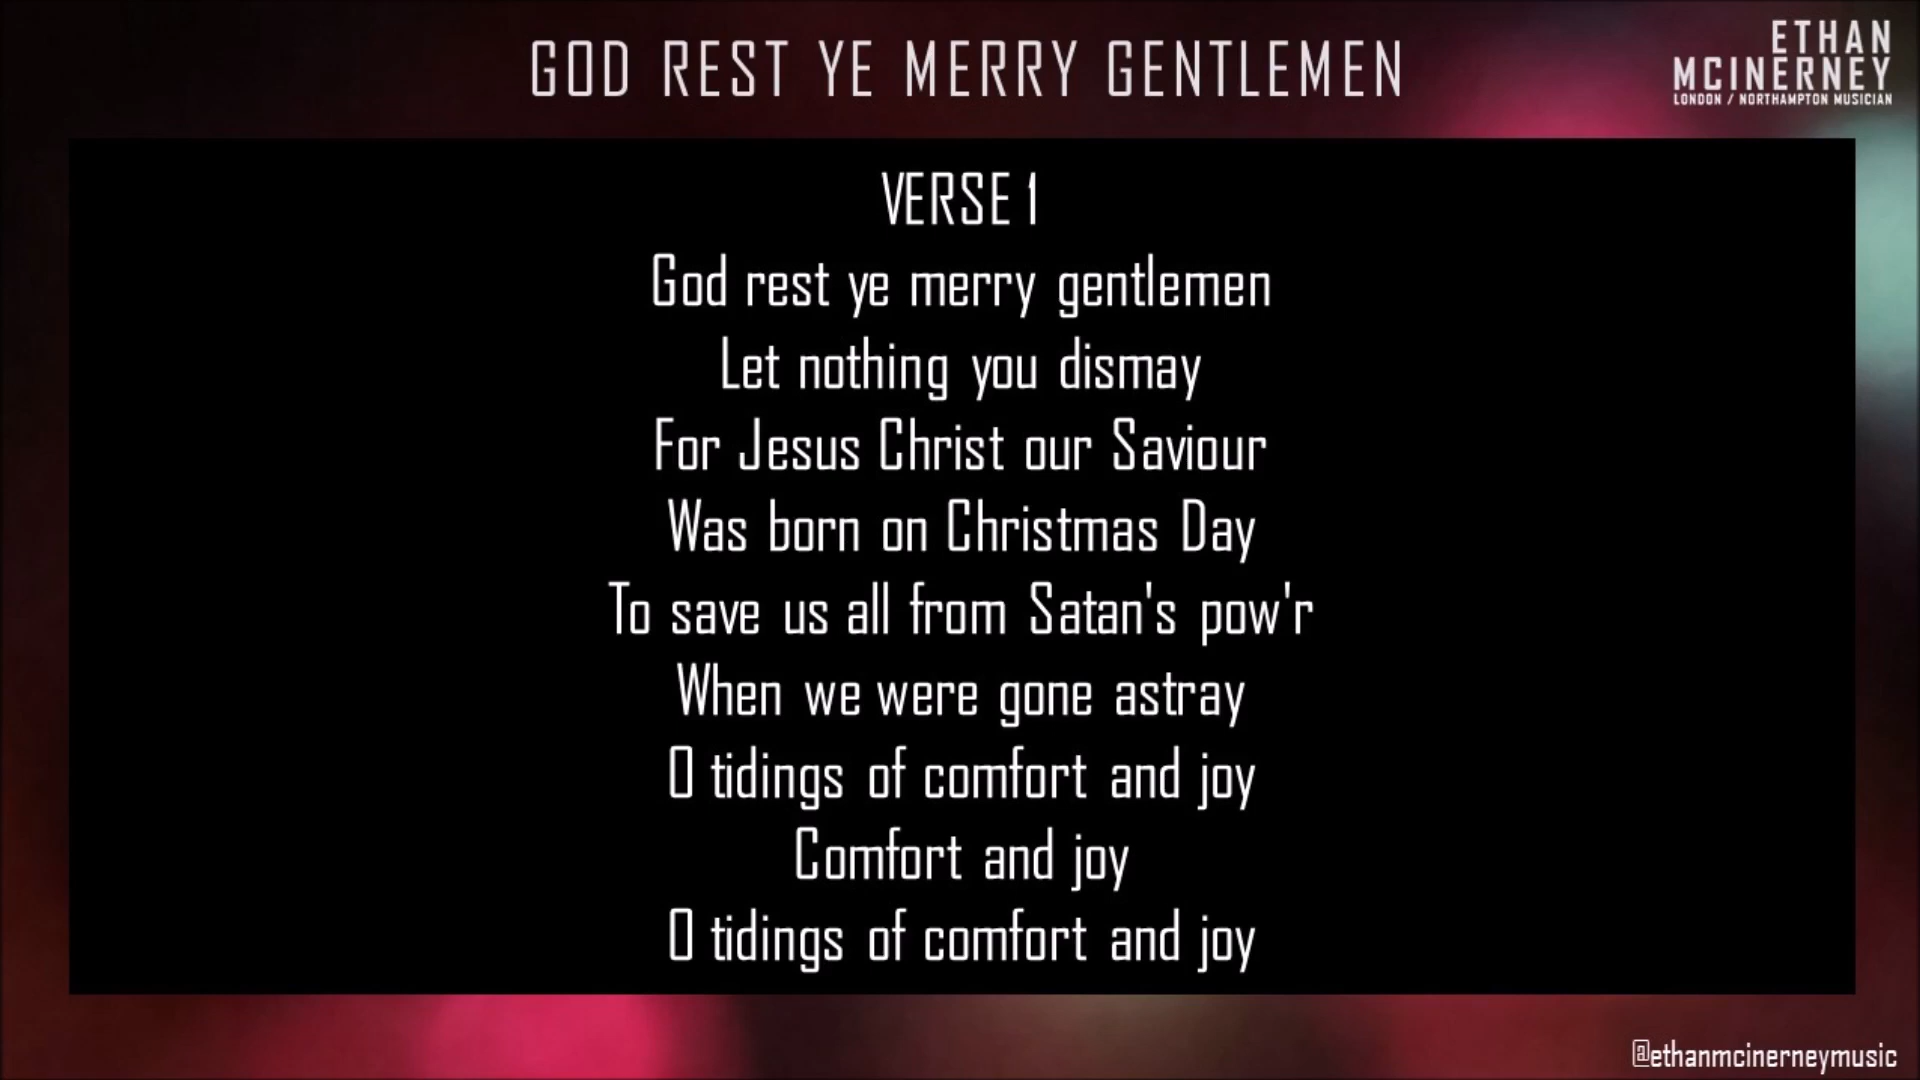 GOD REST YE MERRY GENTLEMEN
ETHAN
MCINERNEY
LONDON / NORTHAMPTON MUSICIAN
VERSE 1
God rest ye merry gentlemen
Let nothing you dismay
For Jesus Christ our Saviour
Was born on Christmas Day
To save us all from Satan's pow'r
When we were gone astray
O tidings of comfort and joy
Comfort and joy
O tidings of comfort and joy
@ethanmcinerneymusic